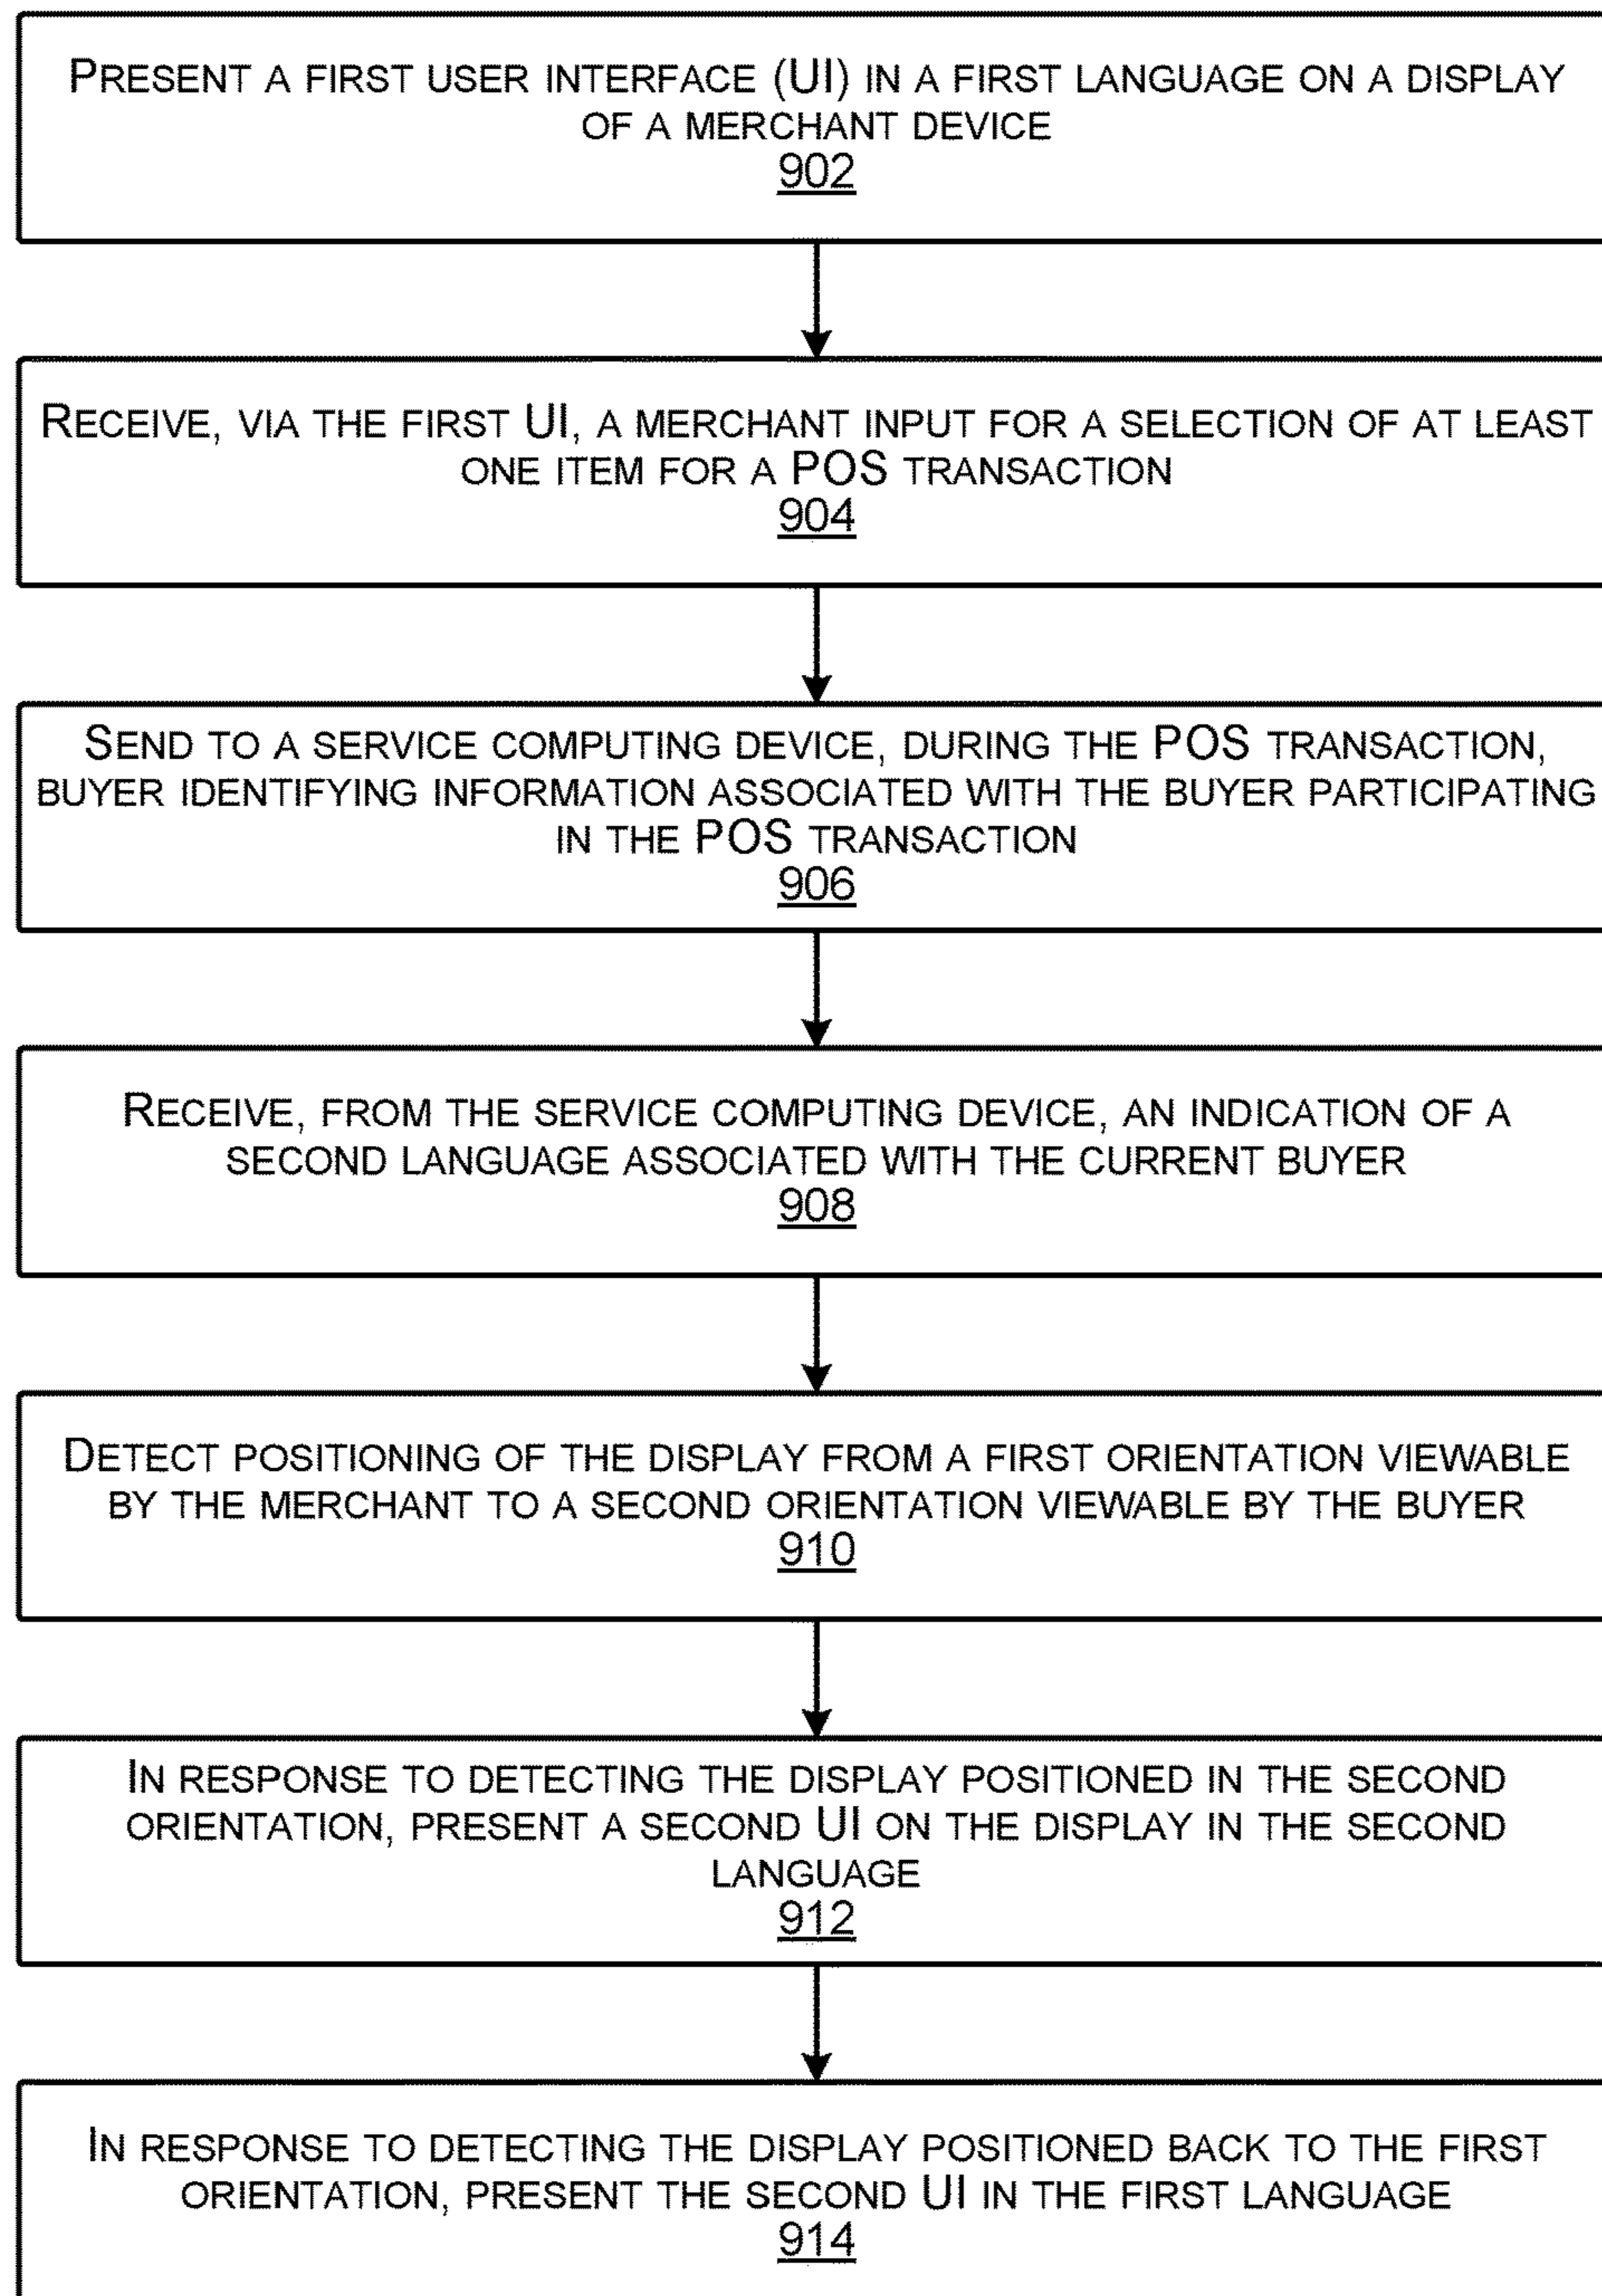 PRESENT A FIRST USER INTERFACE (UI) IN A FIRST LANGUAGE ON A DISPLAY
OF A MERCHANT DEVICE
902
RECEIVE, VIA THE FIRST UI, A MERCHANT INPUT FOR A SELECTION OF AT LEAST
ONE ITEM FOR A POS TRANSACTION
904
SEND TO A SERVICE COMPUTING DEVICE, DURING THE POS TRANSACTION,
BUYER IDENTIFYING INFORMATION ASSOCIATED WITH THE BUYER PARTICIPATING
IN THE POS TRANSACTION
906
RECEIVE, FROM THE SERVICE COMPUTING DEVICE, AN INDICATION OF A
SECOND LANGUAGE ASSOCIATED WITH THE CURRENT BUYER
908
DETECT POSITIONING OF THE DISPLAY FROM A FIRST ORIENTATION VIEWABLE
BY THE MERCHANT TO A SECOND ORIENTATION VIEWABLE BY THE BUYER
910
IN RESPONSE TO DETECTING THE DISPLAY POSITIONED IN THE SECOND
ORIENTATION, PRESENT A SECOND UI ON THE DISPLAY IN THE SECOND
LANGUAGE
912
IN RESPONSE TO DETECTING THE DISPLAY POSITIONED BACK TO THE FIRST
ORIENTATION, PRESENT THE SECOND UI IN THE FIRST LANGUAGE
914